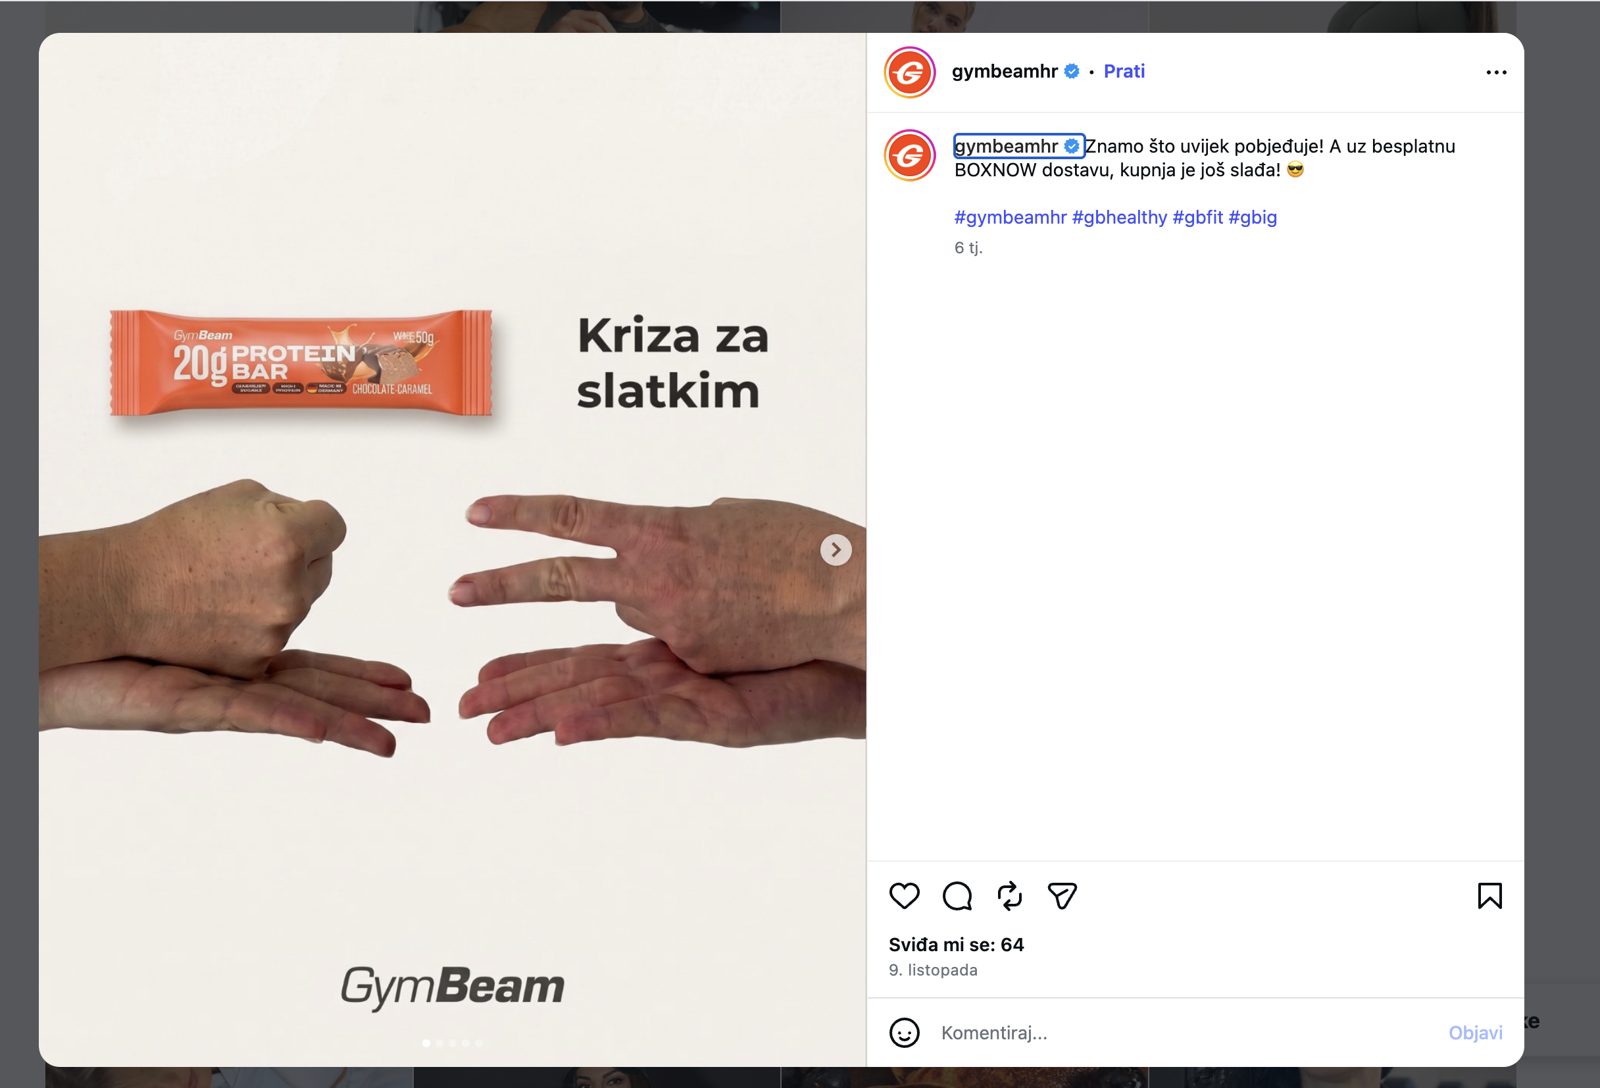 GymBeam
20g PROTEIN
BAR
50g
CHOCOLATE-CARAMEL
Kriza za
slatkim
GymBeam
gymbeamhr • Prati
gymbeamhr Znamo što uvijek pobjeđuje! A uz besplatnu
BOXNOW dostavu, kupnja je još slađa! 😎
#gymbeamhr #gbhealthy #gbfit #gbig
6 tj.
Sviđa mi se: 64
9. listopada
Komentiraj...
Objavi